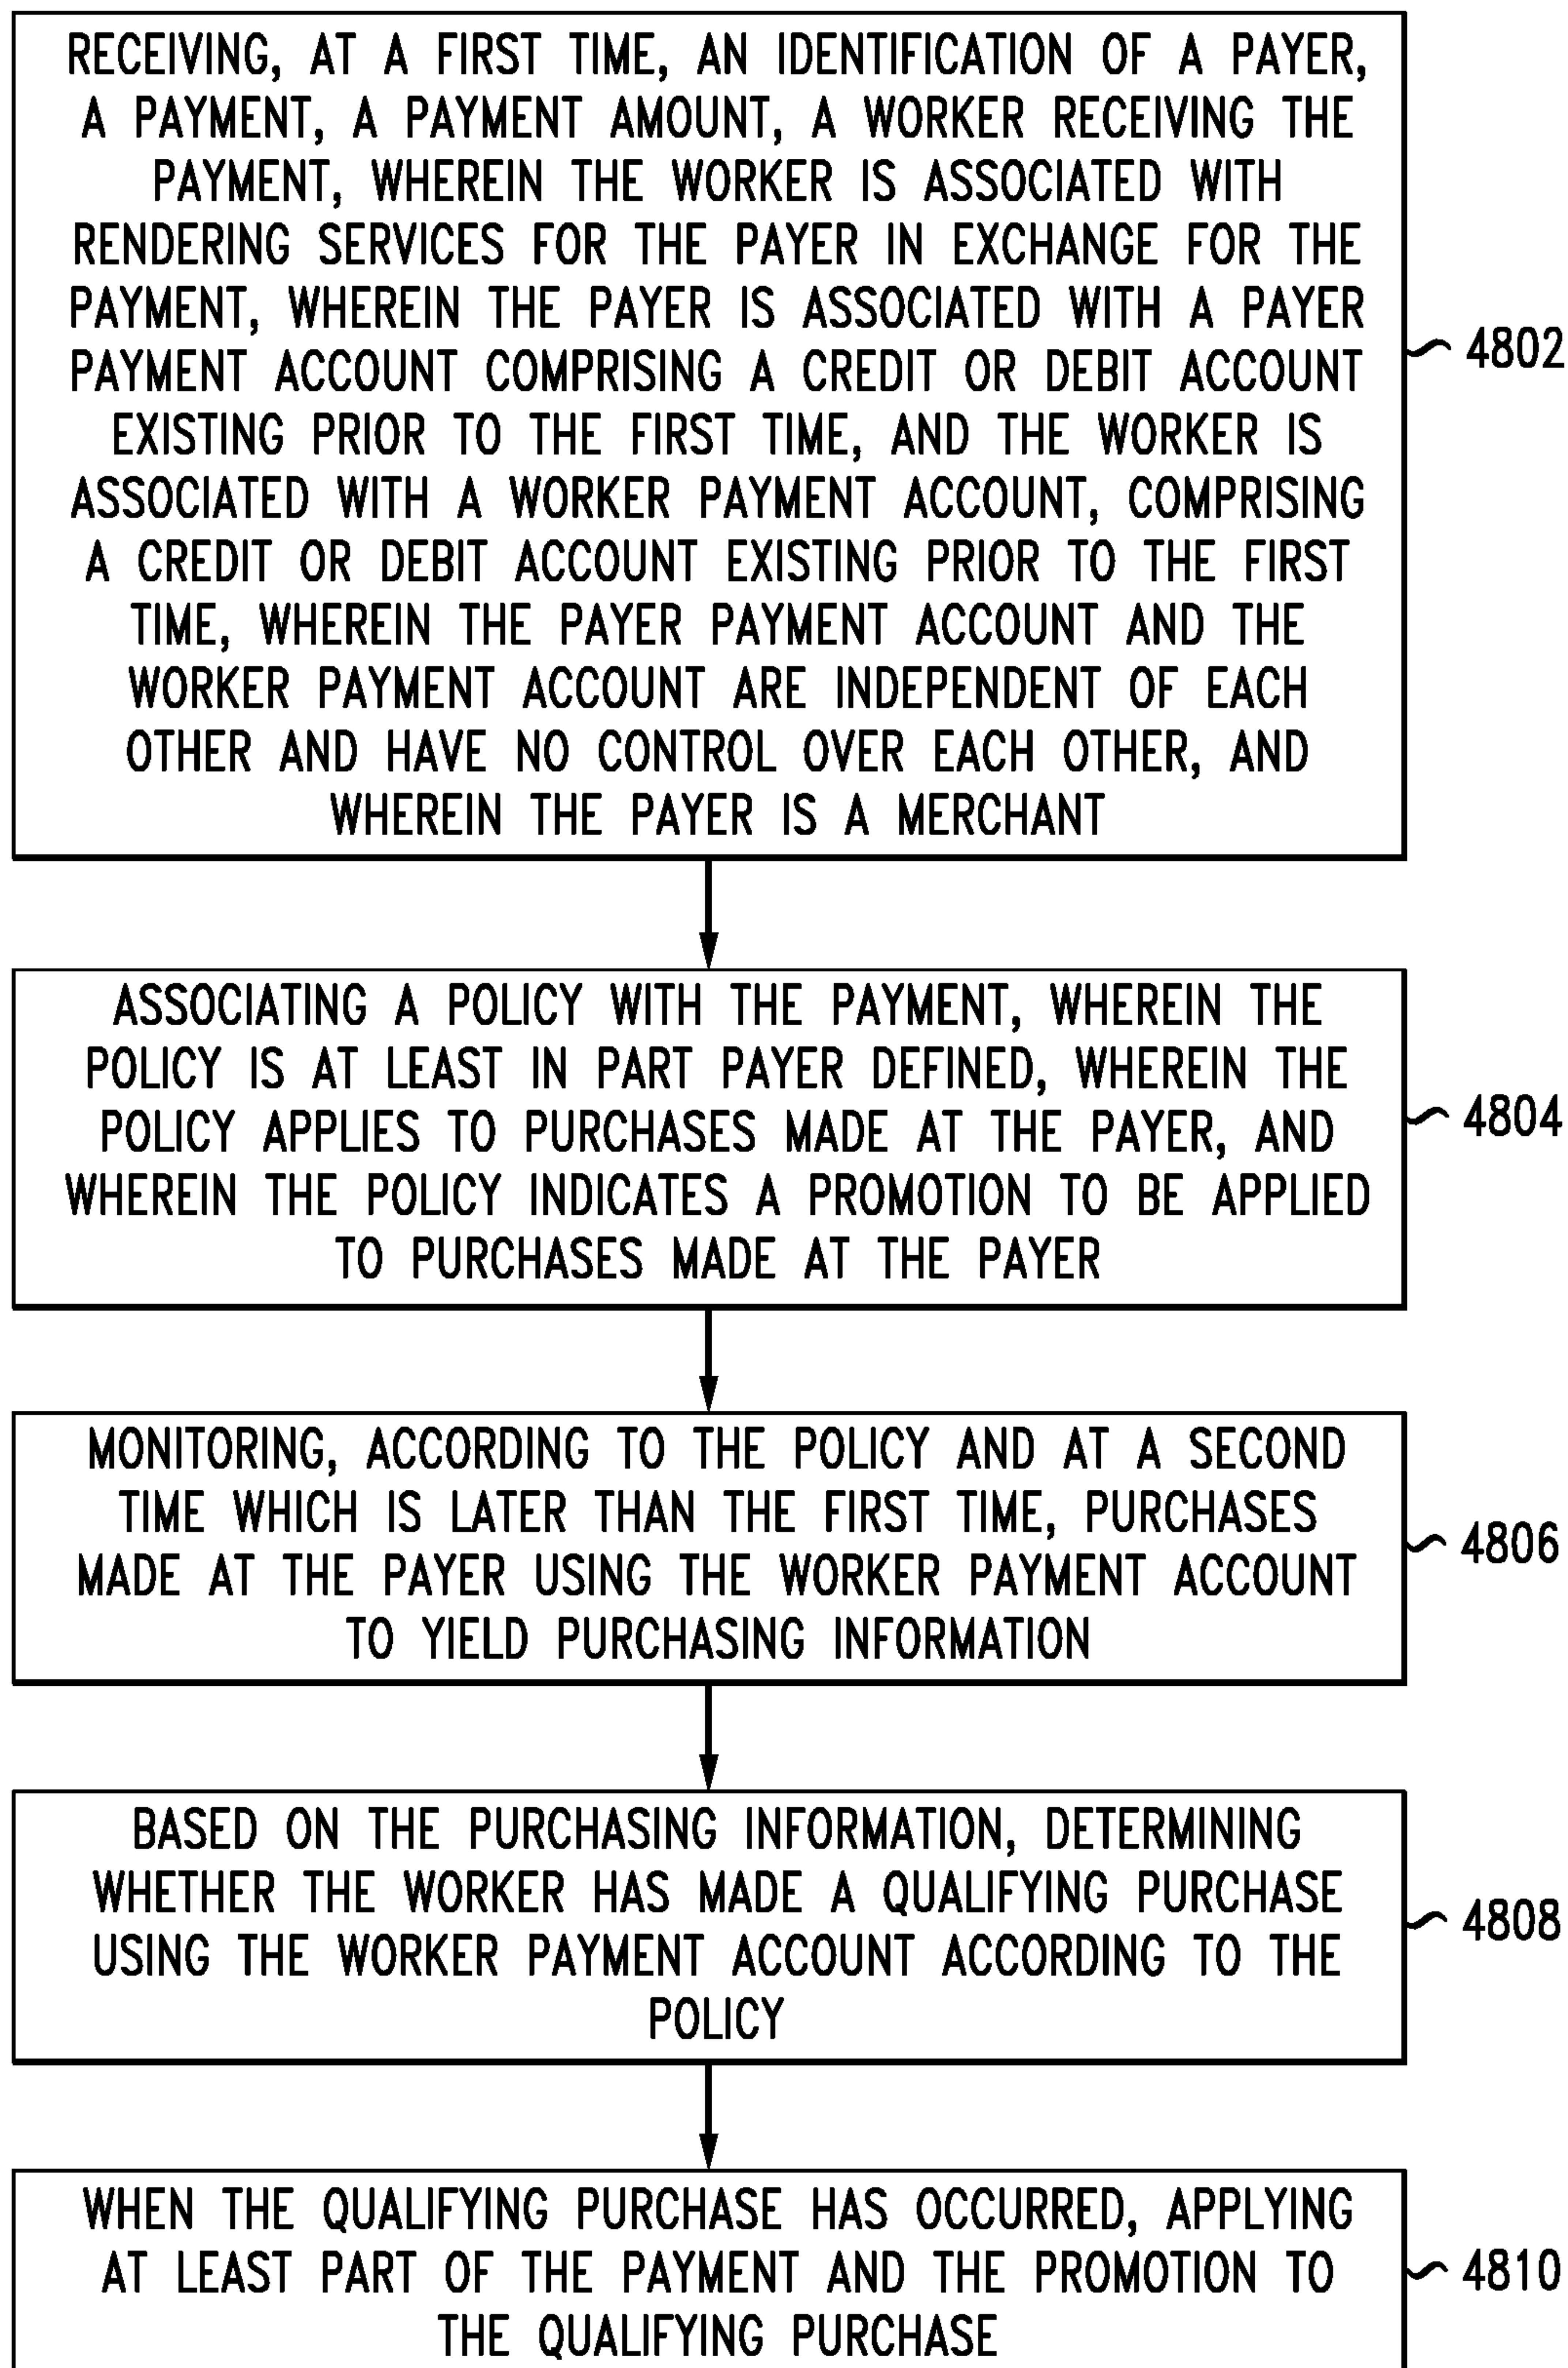 RECEIVING, AT A FIRST TIME, AN IDENTIFICATION OF A PAYER,
A PAYMENT, A PAYMENT AMOUNT, A WORKER RECEIVING THE
PAYMENT, WHEREIN THE WORKER IS ASSOCIATED WITH
RENDERING SERVICES FOR THE PAYER IN EXCHANGE FOR THE
PAYMENT, WHEREIN THE PAYER IS ASSOCIATED WITH A PAYER
PAYMENT ACCOUNT COMPRISING A CREDIT OR DEBIT ACCOUNT
EXISTING PRIOR TO THE FIRST TIME, AND THE WORKER IS
ASSOCIATED WITH A WORKER PAYMENT ACCOUNT, COMPRISING
A CREDIT OR DEBIT ACCOUNT EXISTING PRIOR TO THE FIRST
TIME, WHEREIN THE PAYER PAYMENT ACCOUNT AND THE
WORKER PAYMENT ACCOUNT ARE INDEPENDENT OF EACH
OTHER AND HAVE NO CONTROL OVER EACH OTHER, AND
WHEREIN THE PAYER IS A MERCHANT
4802
ASSOCIATING A POLICY WITH THE PAYMENT, WHEREIN THE
POLICY IS AT LEAST IN PART PAYER DEFINED, WHEREIN THE
POLICY APPLIES TO PURCHASES MADE AT THE PAYER, AND
WHEREIN THE POLICY INDICATES A PROMOTION TO BE APPLIED
TO PURCHASES MADE AT THE PAYER
4804
MONITORING, ACCORDING TO THE POLICY AND AT A SECOND
TIME WHICH IS LATER THAN THE FIRST TIME, PURCHASES
MADE AT THE PAYER USING THE WORKER PAYMENT ACCOUNT
TO YIELD PURCHASING INFORMATION
4806
BASED ON THE PURCHASING INFORMATION, DETERMINING
WHETHER THE WORKER HAS MADE A QUALIFYING PURCHASE
USING THE WORKER PAYMENT ACCOUNT ACCORDING TO THE
POLICY
4808
WHEN THE QUALIFYING PURCHASE HAS OCCURRED, APPLYING
AT LEAST PART OF THE PAYMENT AND THE PROMOTION TO
THE QUALIFYING PURCHASE
4810